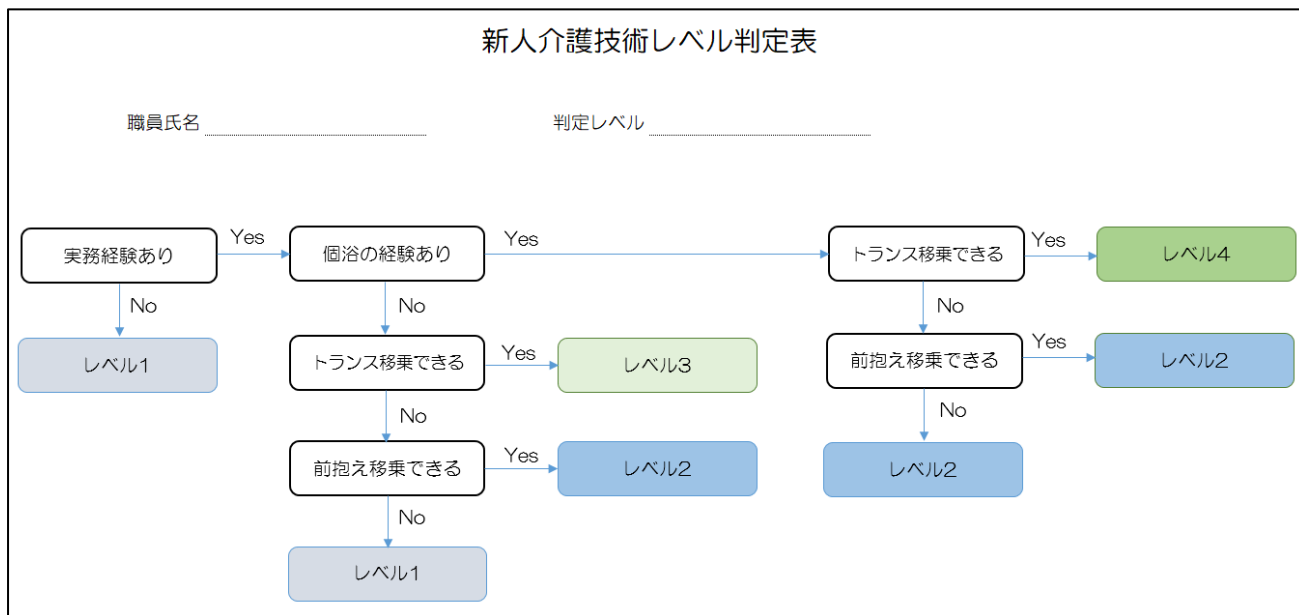 新人介護技術レベル判定表
職員氏名
判定レベル
実務経験あり
Yes
個浴の経験あり
Yes
トランス移乗できる
Yes
レベル4
No
No
No
レベル1
トランス移乗できる
Yes
レベル3
前抱え移乗できる
Yes
レベル2
No
No
前抱え移乗できる
Yes
レベル2
レベル2
No
レベル1